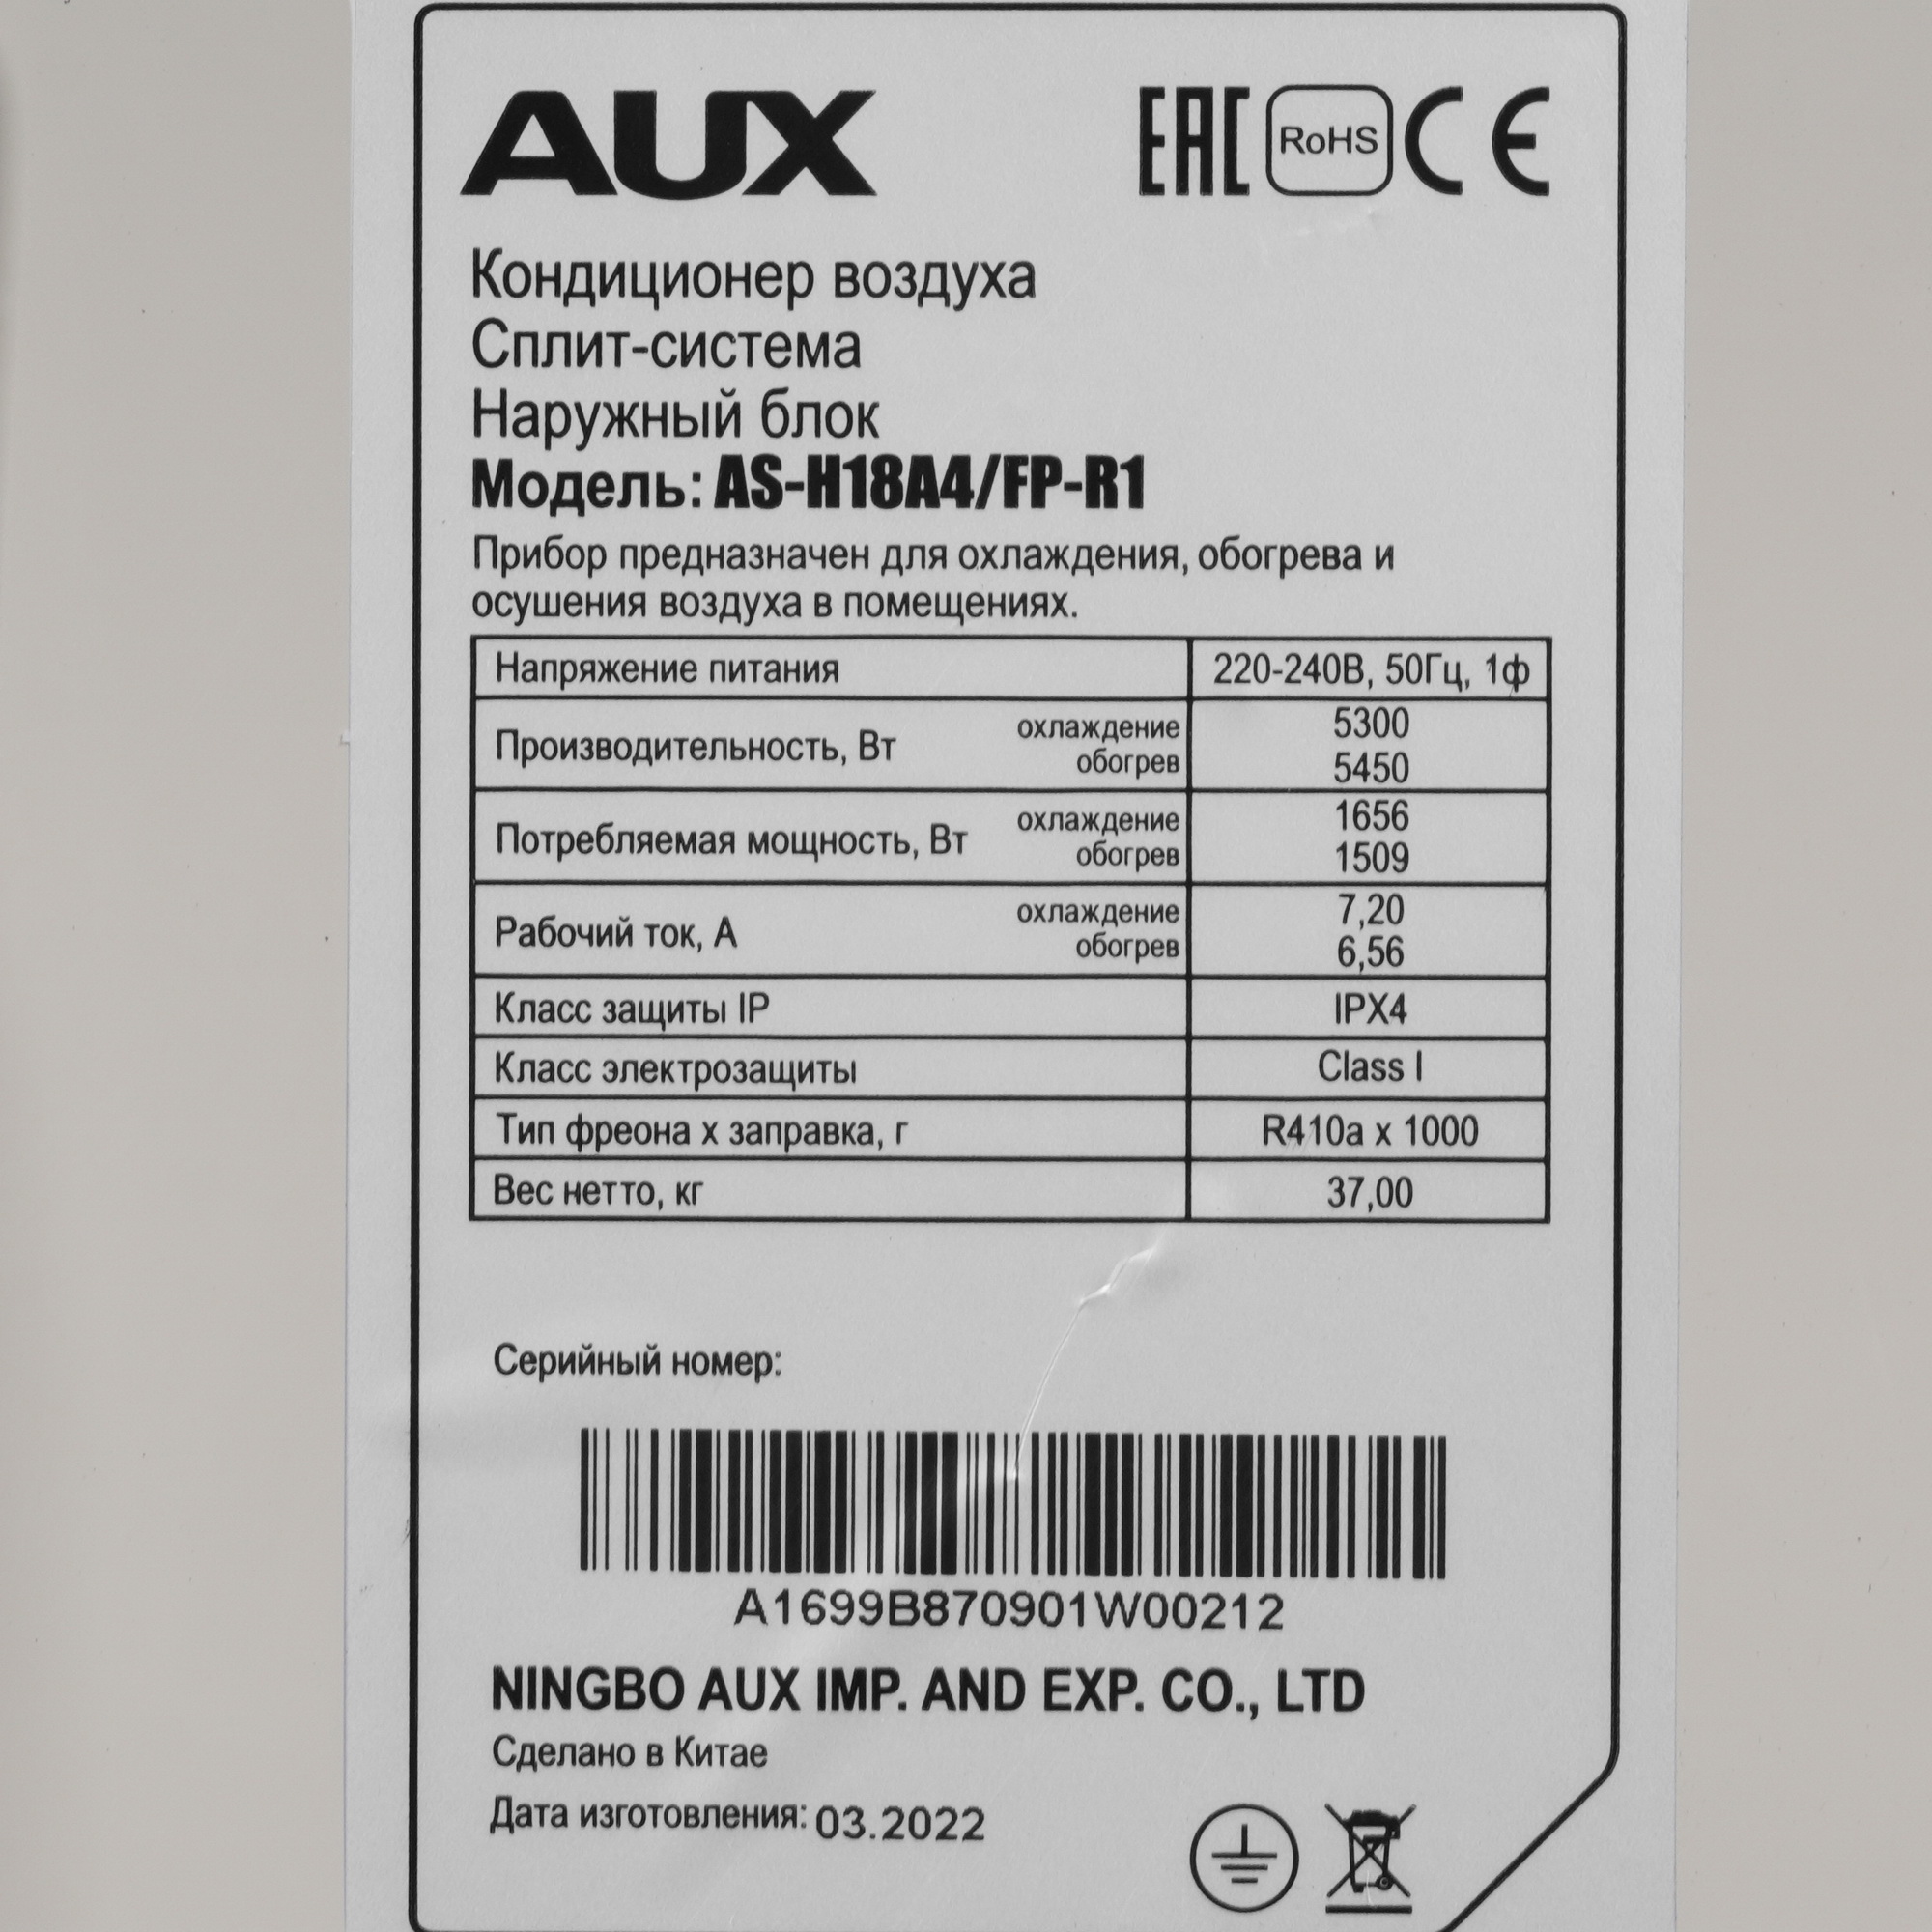 AUX
EAC RoHS CE
Кондиционер воздуха
Сплит-система
Наружный блок
Модель: AS-H18A4/FP-R1
Прибор предназначен для охлаждения, обогрева и
осушения воздуха в помещениях.
Напряжение питания 220-240В, 50Гц, 1ф
Производительность, Вт охлаждение 5300
обогрев 5450
Потребляемая мощность, Вт охлаждение 1656
обогрев 1509
Рабочий ток, А охлаждение 7,20
обогрев 6,56
Класс защиты IP IPX4
Класс электрозащиты Class I
Тип фреона х заправка, г R410a x 1000
Вес нетто, кг 37,00
Серийный номер:
A1699B870901W00212
NINGBO AUX IMP. AND EXP. CO., LTD
Сделано в Китае
Дата изготовления: 03.2022